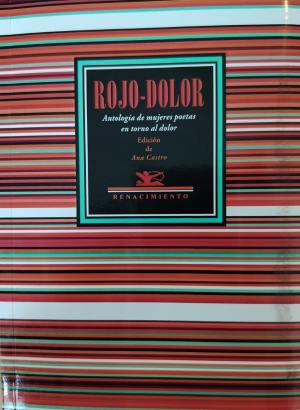 ROJO-DOLOR
Antología de mujeres poetas
en torno al dolor
Edición
de
Ana Castro
RENACIMIENTO